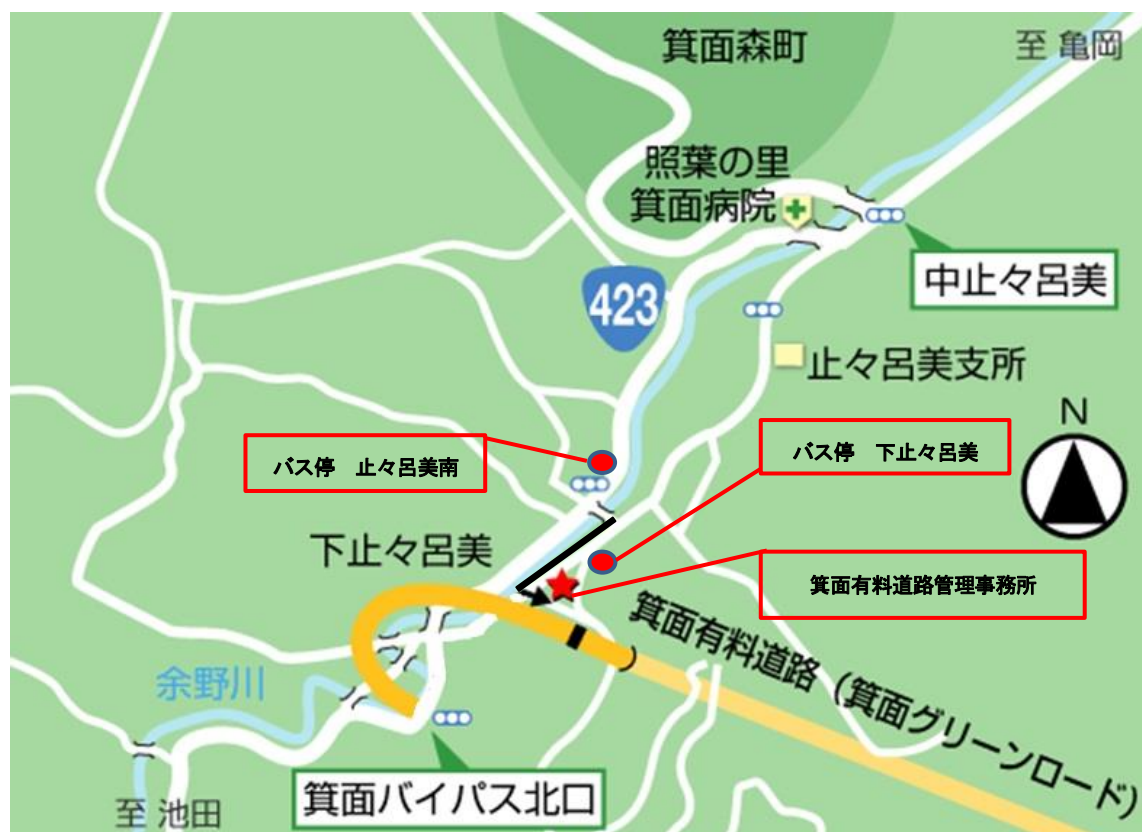 箕面森町
至 亀岡
照葉の里
箕面病院
中止々呂美
423
止々呂美支所
N
バス停　止々呂美南
バス停　下止々呂美
下止々呂美
箕面有料道路管理事務所
箕面有料道路（箕面グリーンロード）
余野川
箕面バイパス北口
至 池田